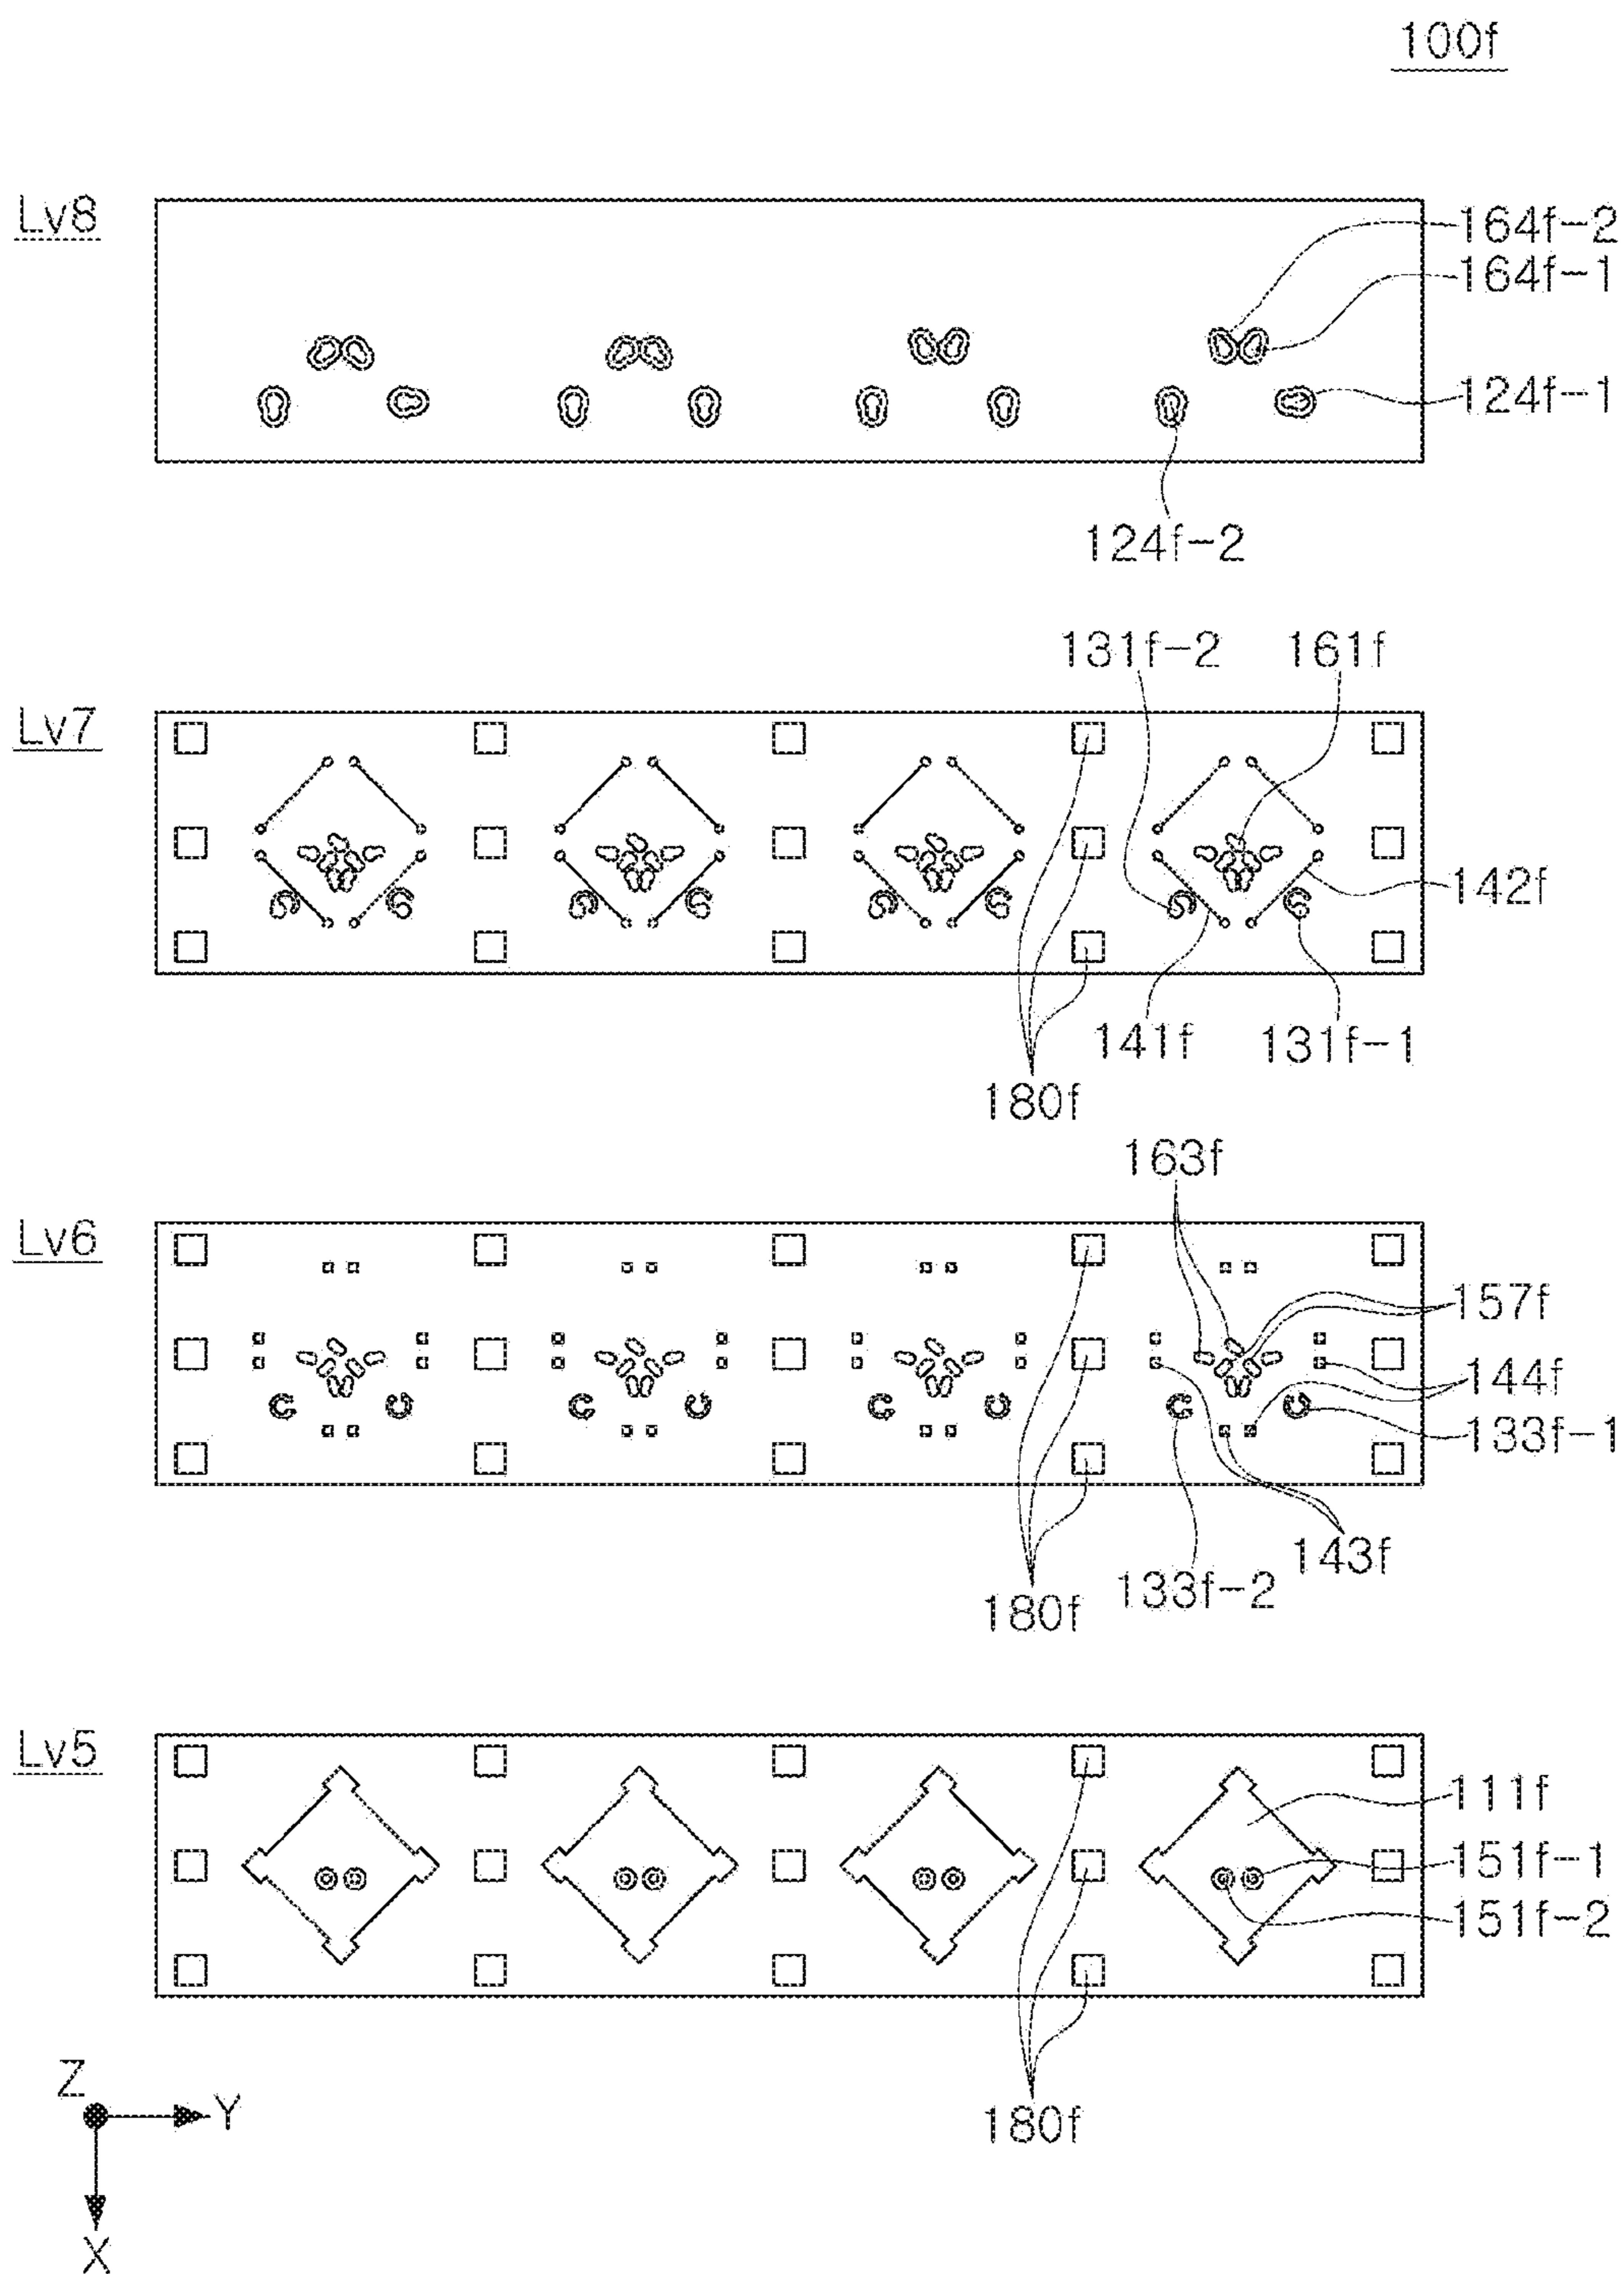 100f
Lv8
164f-2
164f-1
124f-1
124f-2
131f-2 161f
Lv7
142f
141f 131f-1
180f
163f
Lv6
157f
144f
133f-1
143f
133f-2
180f
Lv5
111f
151f-1
151f-2
180f
Z
Y
X